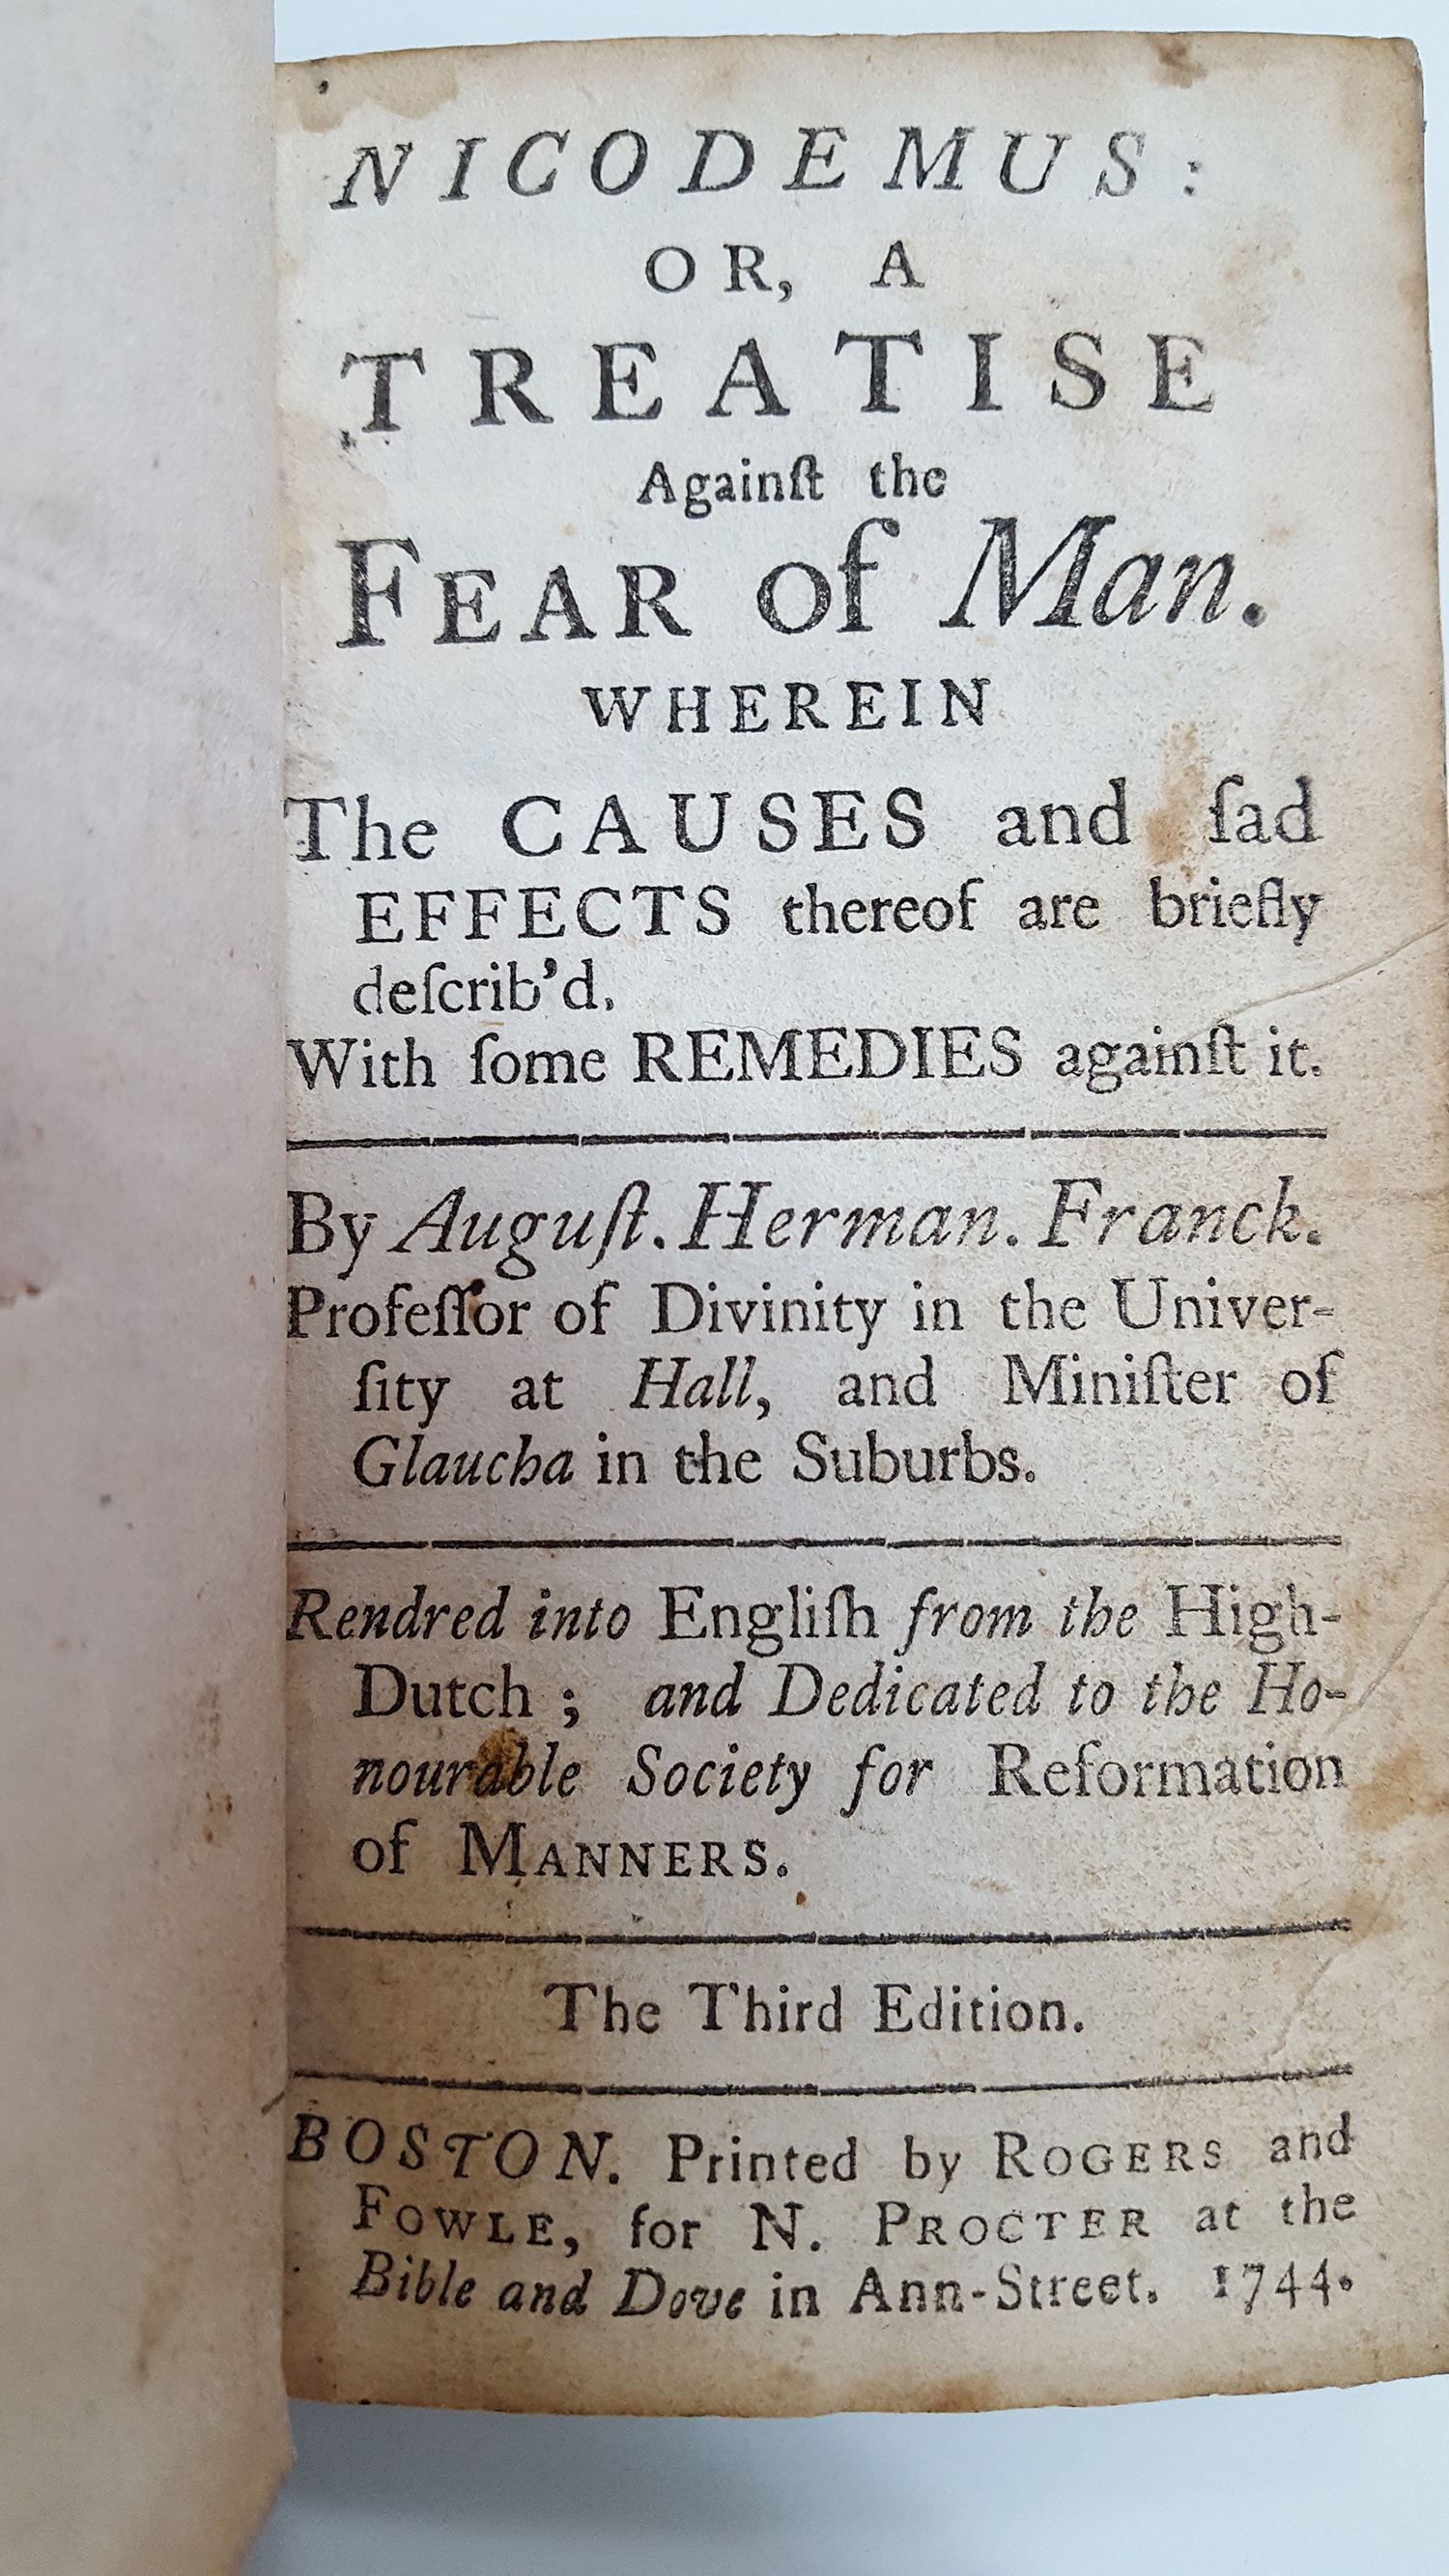 NICODEMUS:
OR, A
TREATISE
Againſt the
FEAR of Man.
WHEREIN
The CAUSES and ſad
EFFECTS thereof are briefly
deſcrib'd.
With ſome REMEDIES againſt it.
By Auguſt. Herman. Franck.
Profeſſor of Divinity in the Univer-
ſity at Hall, and Miniſter of
Glaucha in the Suburbs.
Rendred into Engliſh from the High-
Dutch ; and Dedicated to the Ho-
nourable Society for Reformation
of MANNERS.
The Third Edition.
BOSTON. Printed by ROGERS and
FOWLE, for N. PROCTER at the
Bible and Dove in Ann-Street. 1744.